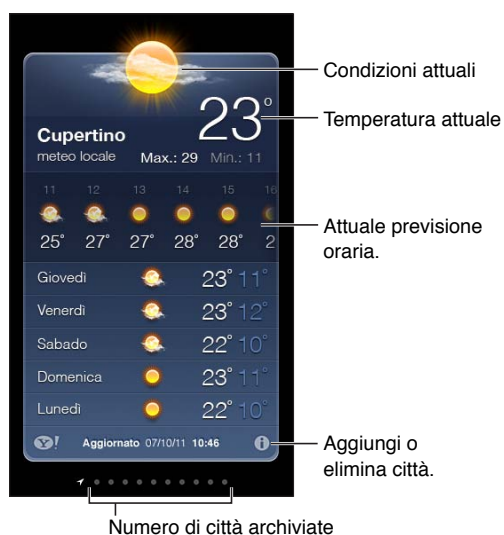 Condizioni attuali
23°
Temperatura attuale
Cupertino
meteo locale Max.: 29 Min.: 11
11 12 13 14 15 16
25° 27° 27° 28° 28° 2
Attuale previsione
oraria.
Giovedì 23° 11°
Venerdì 23° 12°
Sabado 22° 10°
Domenica 23° 11°
Lunedì 22° 10°
Y! Aggiornato 07/10/11 10:46 i
Aggiungi o
elimina città.
Numero di città archiviate